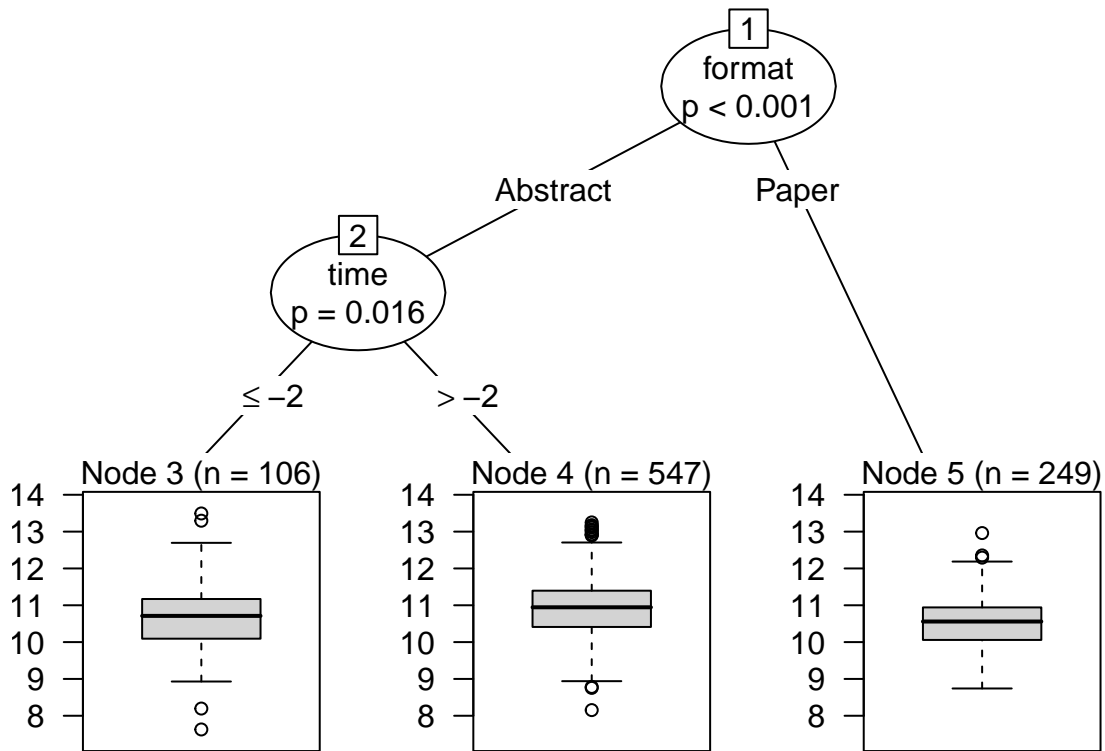 1
format
p < 0.001
Abstract
Paper
2
time
p = 0.016
≤ −2
> −2
Node 3 (n = 106)
14
13
12
11
10
9
8
Node 4 (n = 547)
14
13
12
11
10
9
8
Node 5 (n = 249)
14
13
12
11
10
9
8